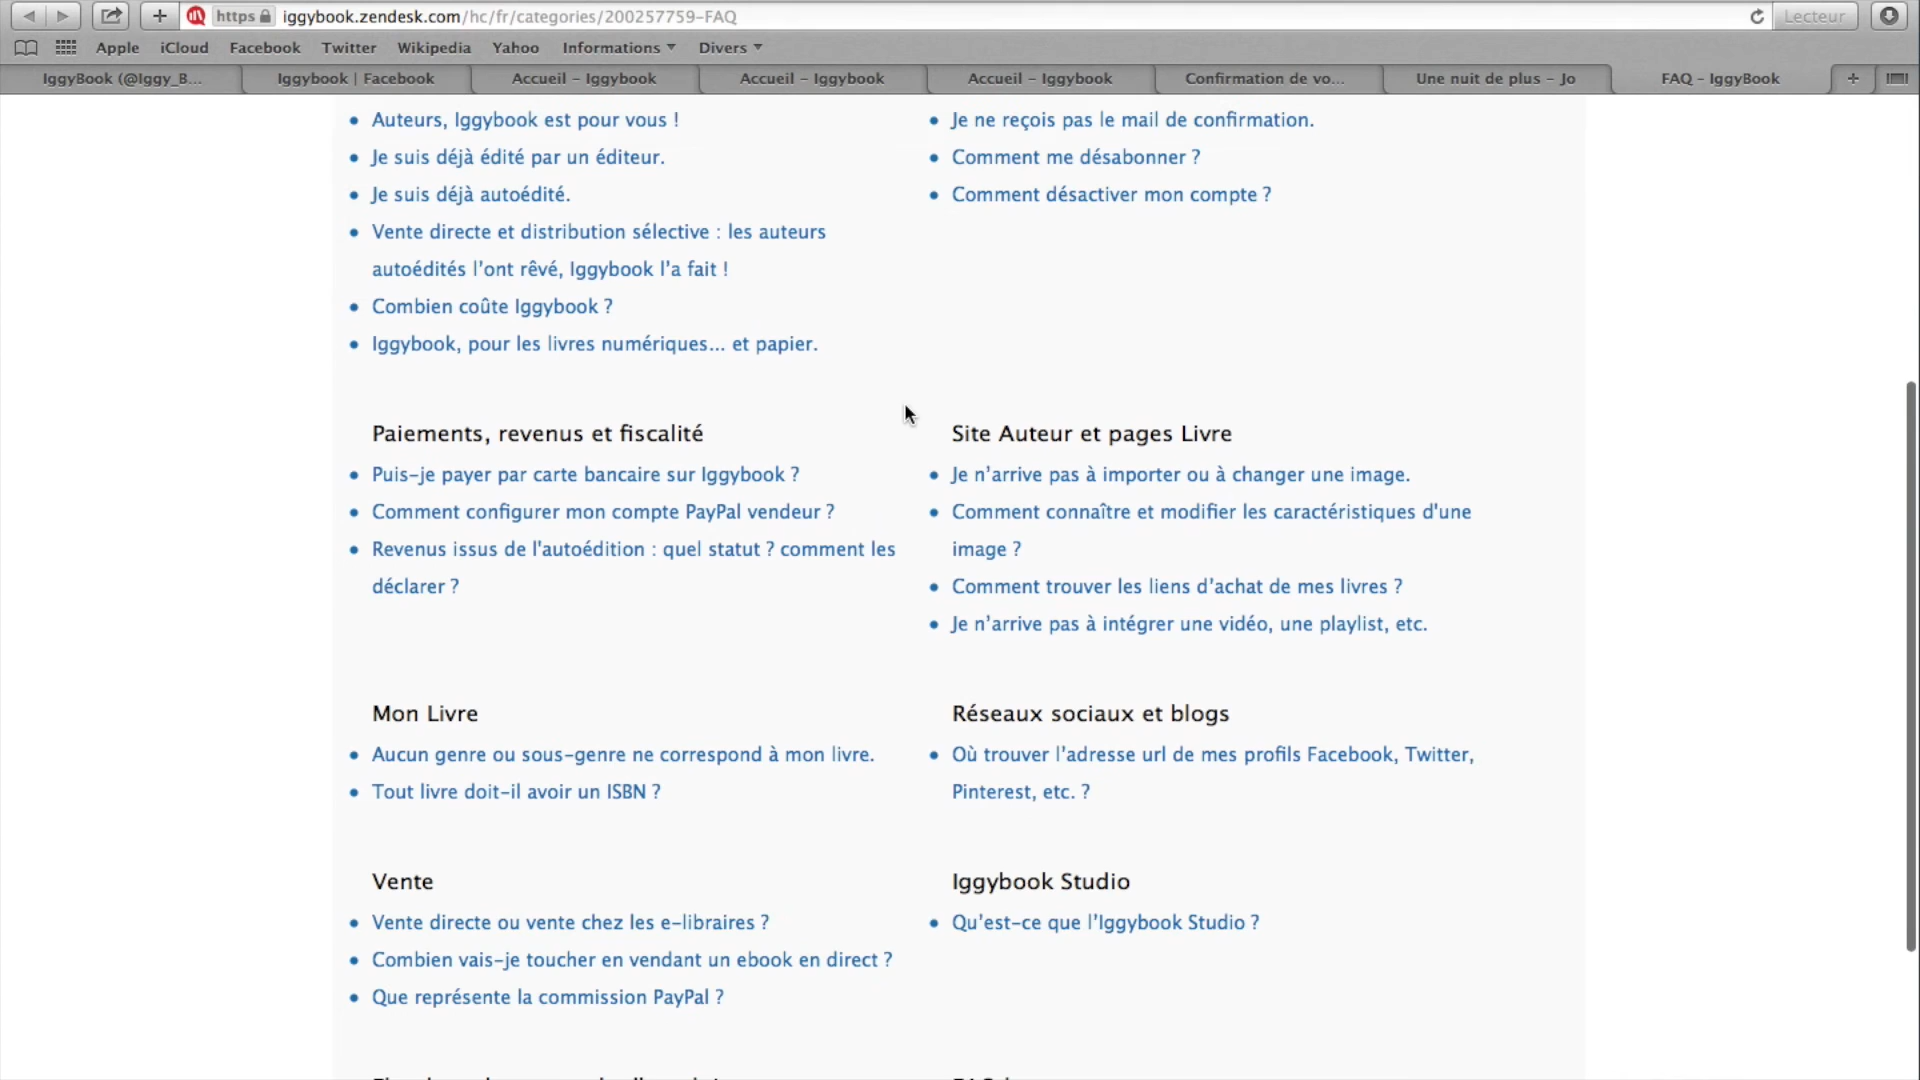 https iggybook.zendesk.com/hc/fr/categories/200257759-FAQ Lecteur
Apple iCloud Facebook Twitter Wikipedia Yahoo Informations Divers
IggyBook (@Iggy_B... Iggybook | Facebook Accueil - Iggybook Accueil - Iggybook Accueil - Iggybook Confirmation de vo... Une nuit de plus - Jo FAQ - IggyBook
Auteurs, Iggybook est pour vous !
Je suis déjà édité par un éditeur.
Je suis déjà autoédité.
Vente directe et distribution sélective : les auteurs
autoédités l’ont rêvé, Iggybook l’a fait !
Combien coûte Iggybook ?
Iggybook, pour les livres numériques... et papier.
Je ne reçois pas le mail de confirmation.
Comment me désabonner ?
Comment désactiver mon compte ?
Paiements, revenus et fiscalité
Puis-je payer par carte bancaire sur Iggybook ?
Comment configurer mon compte PayPal vendeur ?
Revenus issus de l'autoédition : quel statut ? comment les
déclarer ?
Site Auteur et pages Livre
Je n’arrive pas à importer ou à changer une image.
Comment connaître et modifier les caractéristiques d'une
image ?
Comment trouver les liens d’achat de mes livres ?
Je n’arrive pas à intégrer une vidéo, une playlist, etc.
Mon Livre
Aucun genre ou sous-genre ne correspond à mon livre.
Tout livre doit-il avoir un ISBN ?
Réseaux sociaux et blogs
Où trouver l’adresse url de mes profils Facebook, Twitter,
Pinterest, etc. ?
Vente
Vente directe ou vente chez les e-libraires ?
Combien vais-je toucher en vendant un ebook en direct ?
Que représente la commission PayPal ?
Iggybook Studio
Qu’est-ce que l’Iggybook Studio ?